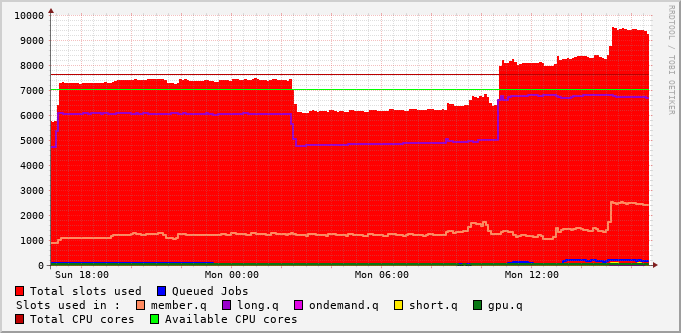 10000
9000
8000
7000
6000
5000
4000
3000
2000
1000
0
Sun 18:00 Mon 00:00 Mon 06:00 Mon 12:00
RRDTOOL / TOBI OETIKER
Total slots used Queued Jobs
Slots used in : member.q long.q ondemand.q short.q gpu.q
Total CPU cores Available CPU cores